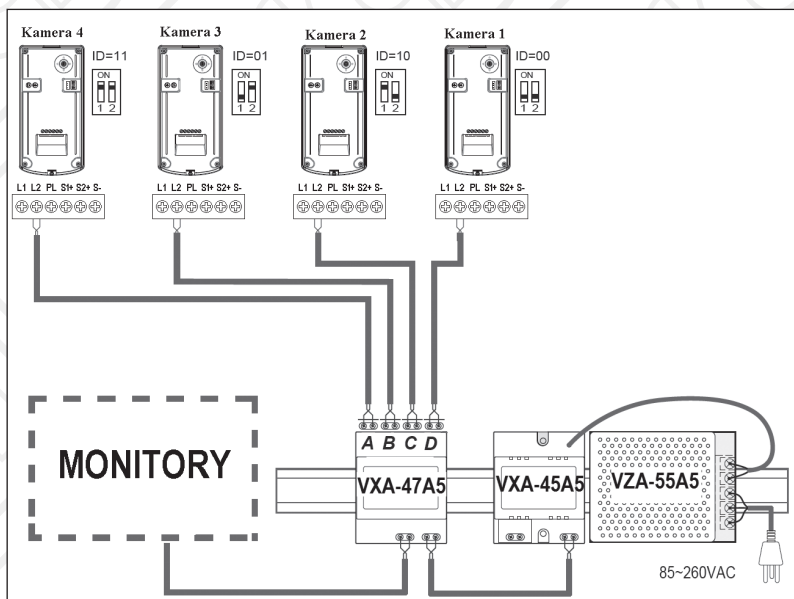 Kamera 4
ID=11
ON
1 2
L1 L2 PL S1+ S2+ S-
Kamera 3
ID=01
ON
1 2
L1 L2 PL S1+ S2+ S-
Kamera 2
ID=10
ON
1 2
L1 L2 PL S1+ S2+ S-
Kamera 1
ID=00
ON
1 2
L1 L2 PL S1+ S2+ S-
A B C D
MONITORY
VXA-47A5
VXA-45A5
VZA-55A5
85~260VAC